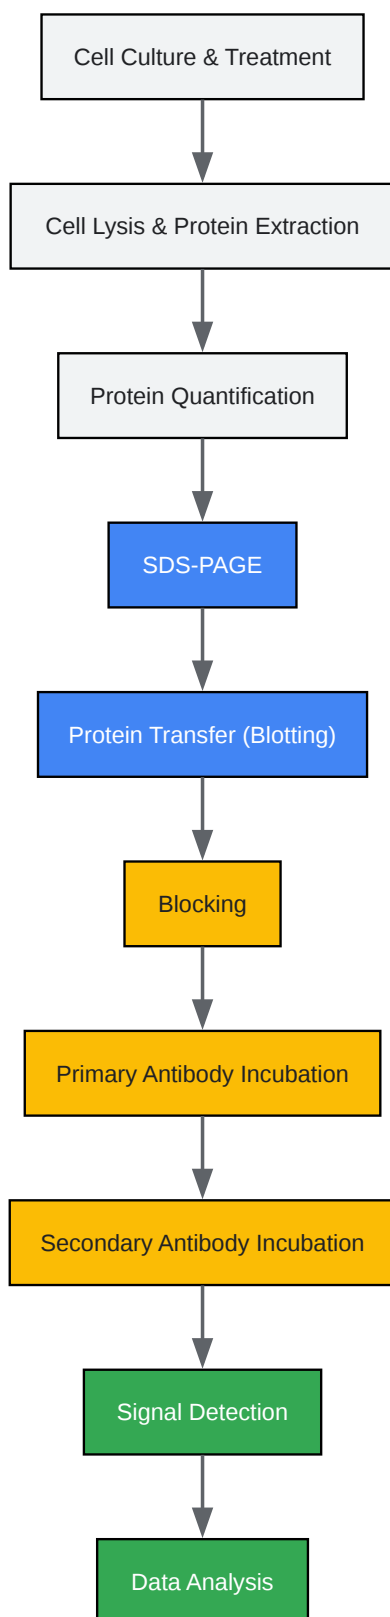 Cell Culture & Treatment
Cell Lysis & Protein Extraction
Protein Quantification
SDS-PAGE
Protein Transfer (Blotting)
Blocking
Primary Antibody Incubation
Secondary Antibody Incubation
Signal Detection
Data Analysis